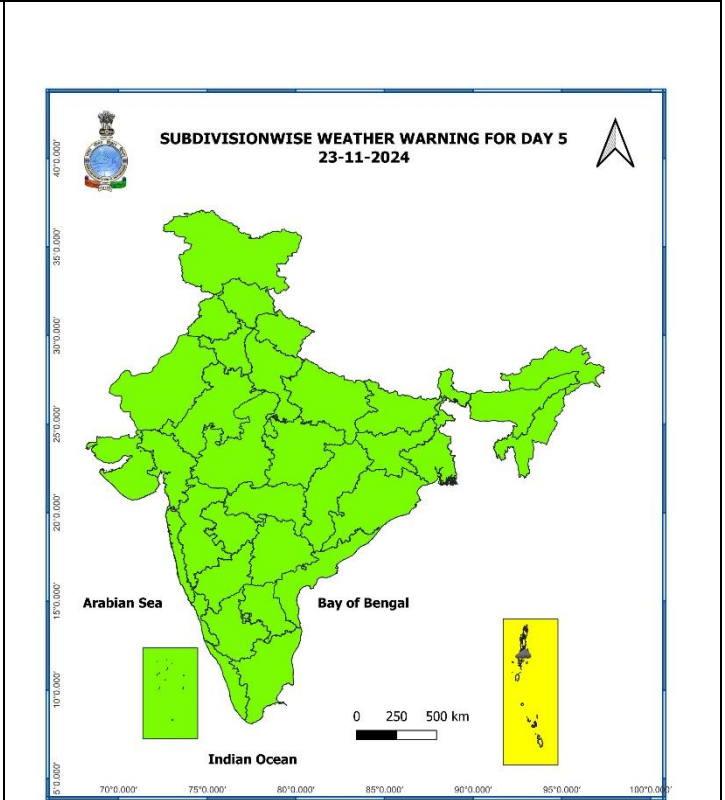 SUBDIVISIONWISE WEATHER WARNING FOR DAY 5
23-11-2024
40°0.000'
35°0.000'
30°0.000'
25°0.000'
20°0.000'
15°0.000'
10°0.000'
5°0.000'
Arabian Sea
Bay of Bengal
0 250 500 km
Indian Ocean
70°0.000' 75°0.000' 80°0.000' 85°0.000' 90°0.000' 95°0.000' 100°0.000'